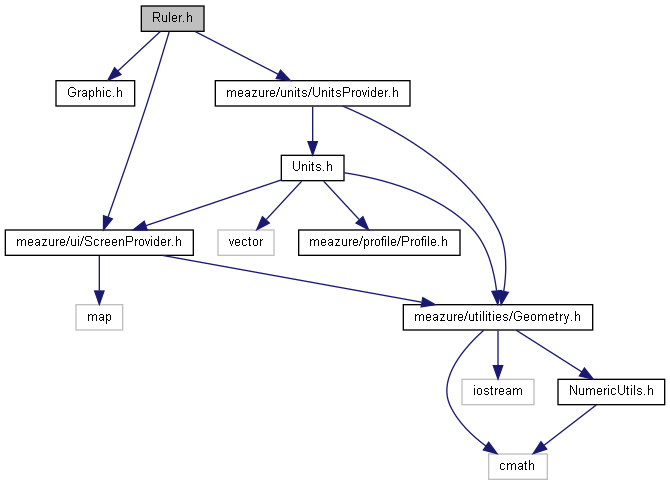 Ruler.h
Graphic.h
meazure/units/UnitsProvider.h
Units.h
meazure/ui/ScreenProvider.h
vector
meazure/profile/Profile.h
map
meazure/utilities/Geometry.h
iostream
NumericUtils.h
cmath